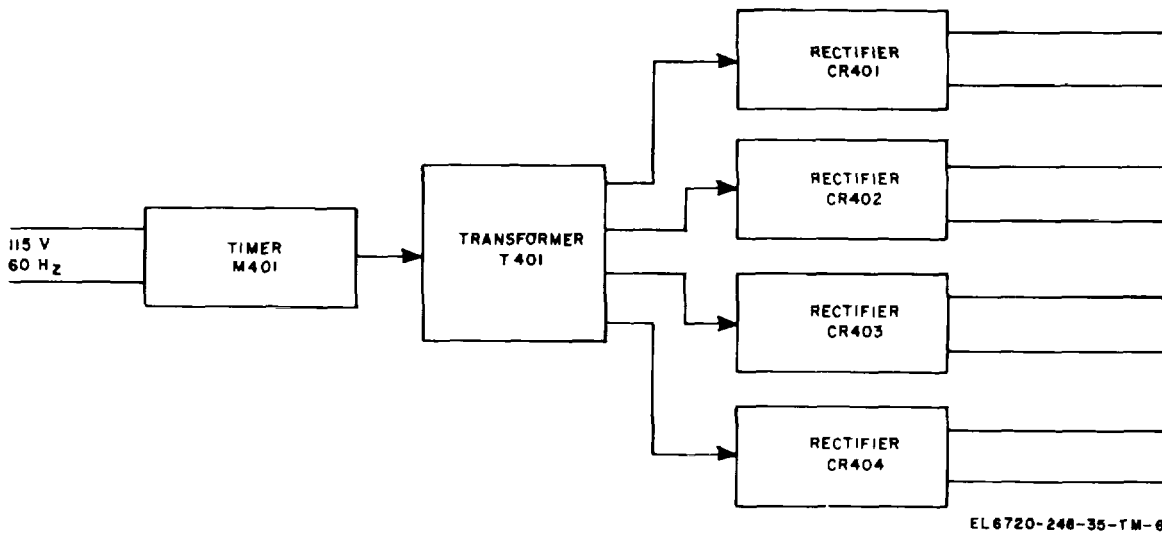 115 V
60 HZ
TIMER
M401
TRANSFORMER
T401
RECTIFIER
CR401
RECTIFIER
CR402
RECTIFIER
CR403
RECTIFIER
CR404
EL6720-248-35-TM-6